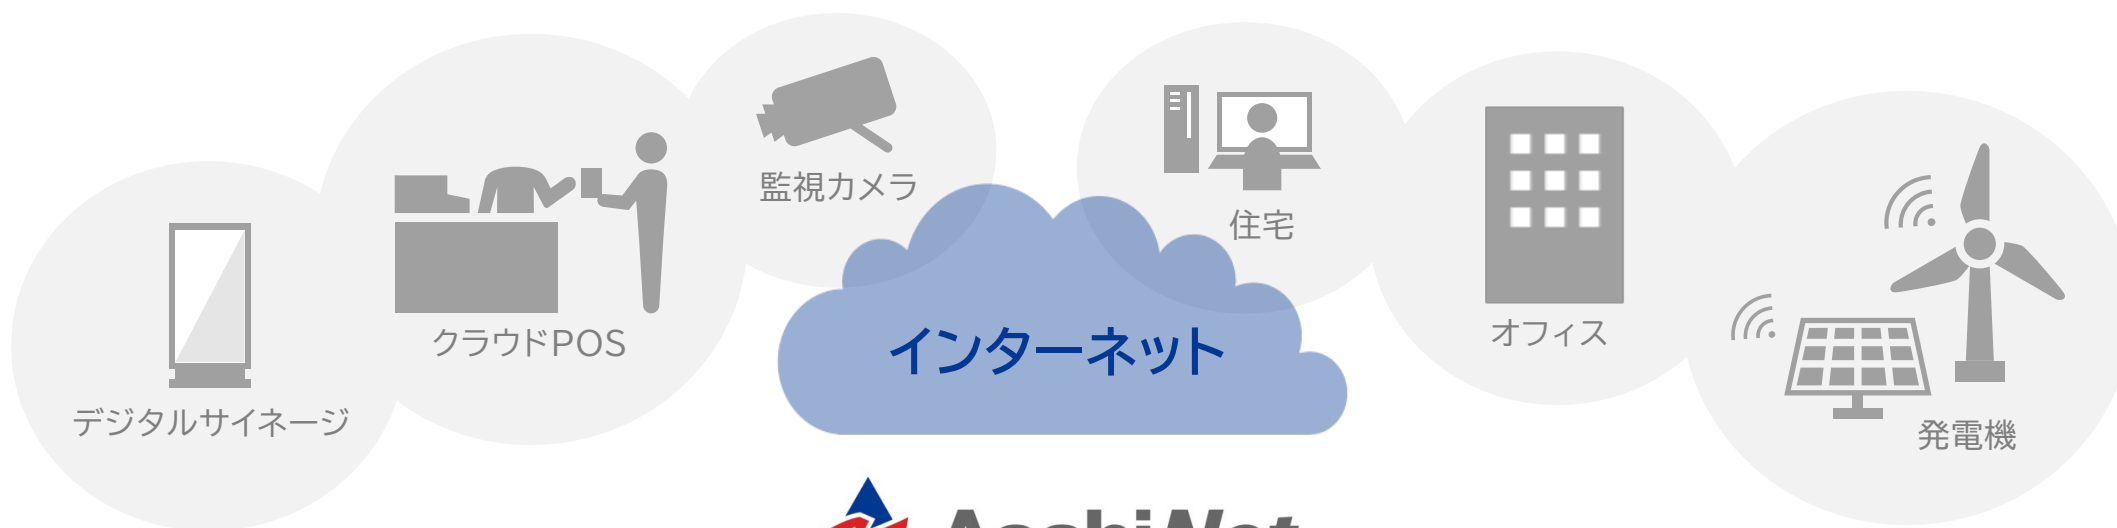 監視カメラ
住宅
クラウドPOS
オフィス
インターネット
デジタルサイネージ
発電機
AsahiNet